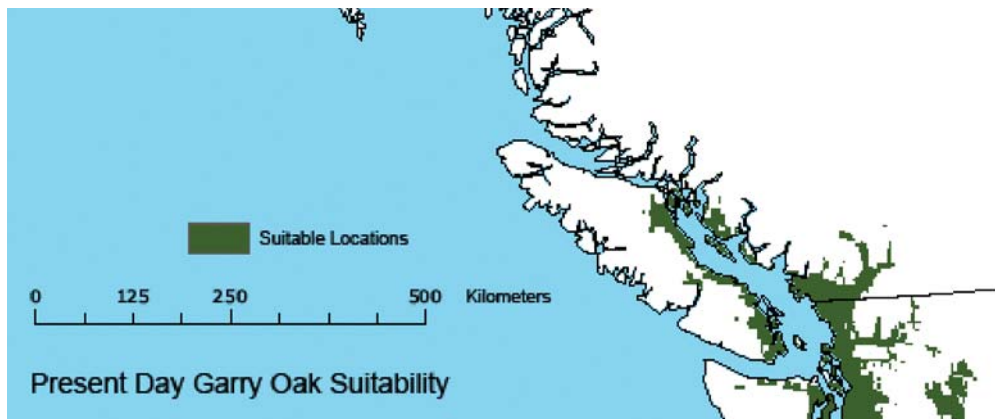 Suitable Locations
0 125 250 500 Kilometers
Present Day Garry Oak Suitability